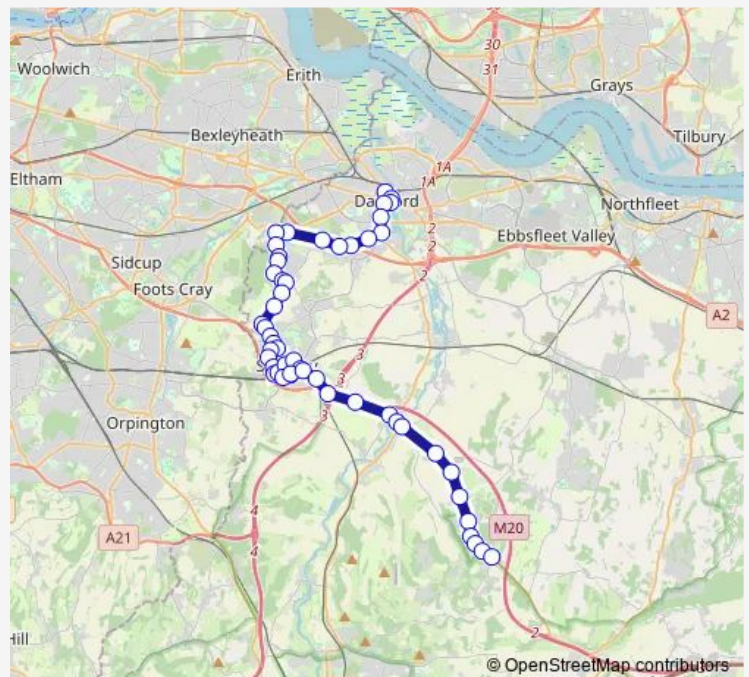 30
31
Woolwich
Erith
Grays
Bexleyheath
Tilbury
1A
Eltham
1A
Northfleet
2
Ebbsfleet Valley
2
Sidcup
2
Foots Cray
A2
3
3
3
Orpington
4
M20
A21
4
2
© OpenStreetMap contributors